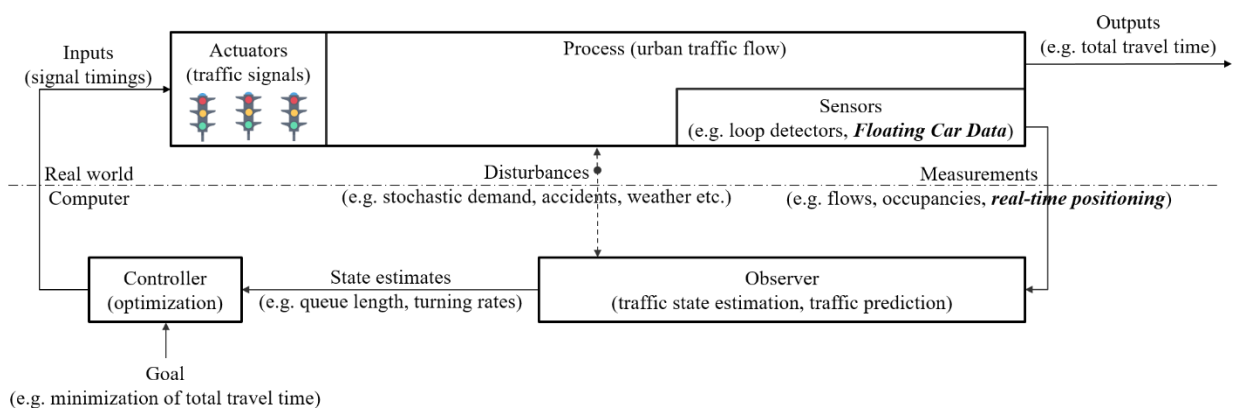 Outputs
(e.g. total travel time)
Inputs
(signal timings)
Actuators
(traffic signals)
Process (urban traffic flow)
Sensors
(e.g. loop detectors, Floating Car Data)
Real world
Computer
Disturbances
(e.g. stochastic demand, accidents, weather etc.)
Measurements
(e.g. flows, occupancies, real-time positioning)
Controller
(optimization)
State estimates
(e.g. queue length, turning rates)
Observer
(traffic state estimation, traffic prediction)
Goal
(e.g. minimization of total travel time)